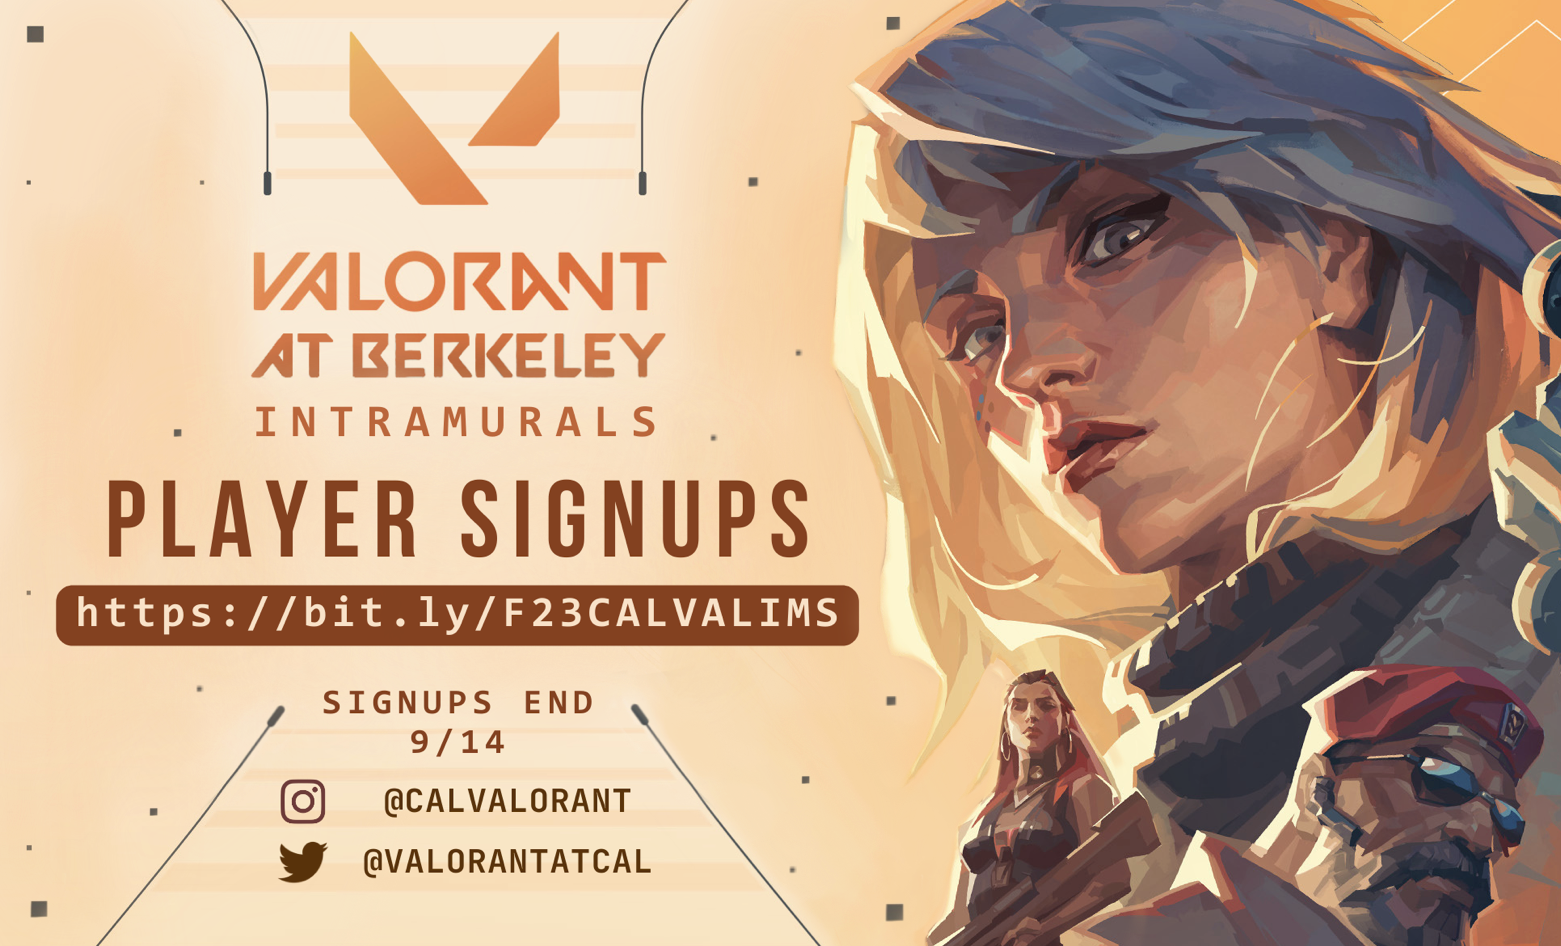 VALORANT
AT BERKELEY
INTRAMURALS
PLAYER SIGNUPS
https://bit.ly/F23CALVALIMS
SIGNUPS END
9/14
@CALVALORANT
@VALORANTATCAL